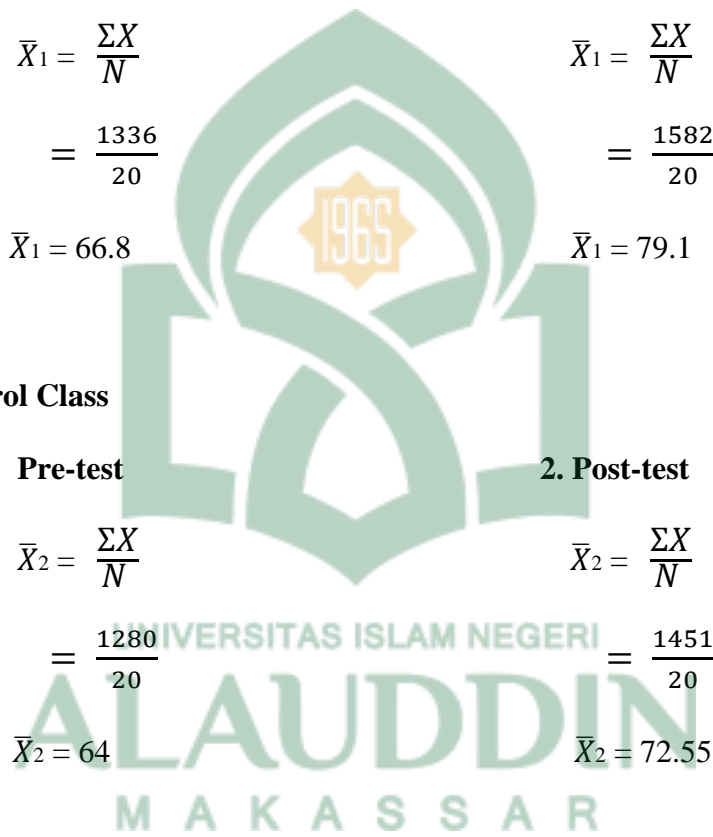 X̄1 = ΣX/N X̄1 = ΣX/N
= 1336/20 = 1582/20
X̄1 = 66.8 X̄1 = 79.1
1965
rol Class
Pre-test 2. Post-test
X̄2 = ΣX/N X̄2 = ΣX/N
UNIVERSITAS ISLAM NEGERI
= 1280/20 = 1451/20
ALAUDDIN
X̄2 = 64 X̄2 = 72.55
MAKASSAR